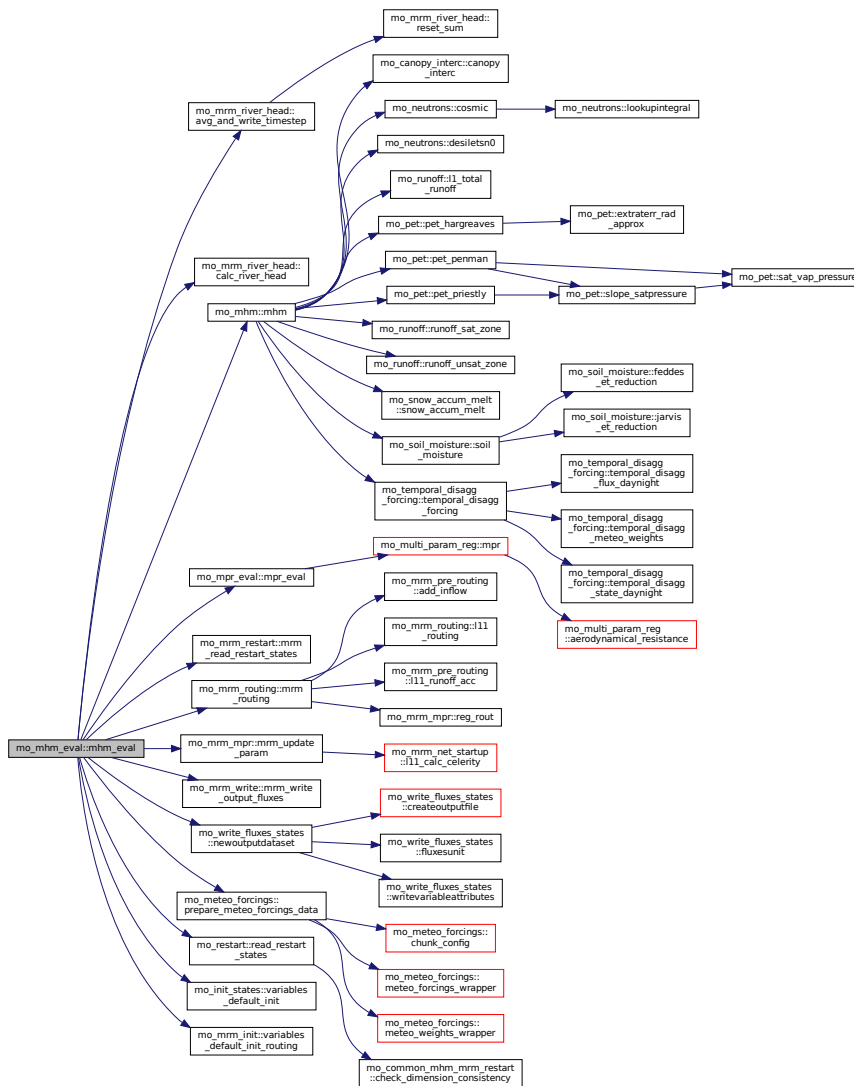 mo_mrm_river_head::
reset_sum
mo_canopy_interc::canopy
_interc
mo_mrm_river_head::
avg_and_write_timestep
mo_neutrons::cosmic
mo_neutrons::lookupintegral
mo_neutrons::desiletsn0
mo_runoff::l1_total
_runoff
mo_pet::pet_hargreaves
mo_pet::extraterr_rad
_approx
mo_mrm_river_head::
calc_river_head
mo_pet::pet_penman
mo_pet::sat_vap_pressure
mo_pet::pet_priestly
mo_pet::slope_satpressure
mo_mhm::mhm
mo_runoff::runoff_sat_zone
mo_runoff::runoff_unsat_zone
mo_snow_accum_melt
::snow_accum_melt
mo_soil_moisture::feddes
_et_reduction
mo_soil_moisture::jarvis
_et_reduction
mo_soil_moisture::soil
_moisture
mo_temporal_disagg
_forcing::temporal_disagg
_flux_daynight
mo_temporal_disagg
_forcing::temporal_disagg
_forcing
mo_temporal_disagg
_forcing::temporal_disagg
_meteo_weights
mo_multi_param_reg::mpr
mo_temporal_disagg
_forcing::temporal_disagg
_state_daynight
mo_mpr_eval::mpr_eval
mo_mrm_pre_routing
::add_inflow
mo_multi_param_reg
::aerodynamical_resistance
mo_mrm_routing::l11
_routing
mo_mrm_restart::mrm
_read_restart_states
mo_mrm_pre_routing
::l11_runoff_acc
mo_mrm_routing::mrm
_routing
mo_mrm_mpr::reg_rout
mo_mhm_eval::mhm_eval
mo_mrm_mpr::mrm_update
_param
mo_mrm_net_startup
::l11_calc_celerity
mo_mrm_write::mrm_write
_output_fluxes
mo_write_fluxes_states
::createoutputfile
mo_write_fluxes_states
::newoutputdataset
mo_write_fluxes_states
::fluxesunit
mo_write_fluxes_states
::writevariableattributes
mo_meteo_forcings::
prepare_meteo_forcings_data
mo_meteo_forcings::
chunk_config
mo_restart::read_restart
_states
mo_meteo_forcings::
meteo_forcings_wrapper
mo_init_states::variables
_default_init
mo_meteo_forcings::
meteo_weights_wrapper
mo_mrm_init::variables
_default_init_routing
mo_common_mhm_mrm_restart
::check_dimension_consistency